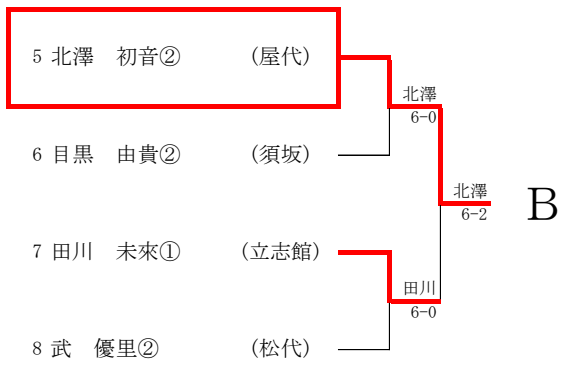 5 北澤　初音② (屋代)
北澤
6-0
6 目黒　由貴② (須坂)
北澤
6-2
B
7 田川　未來① (立志館)
田川
6-0
8 武　優里② (松代)